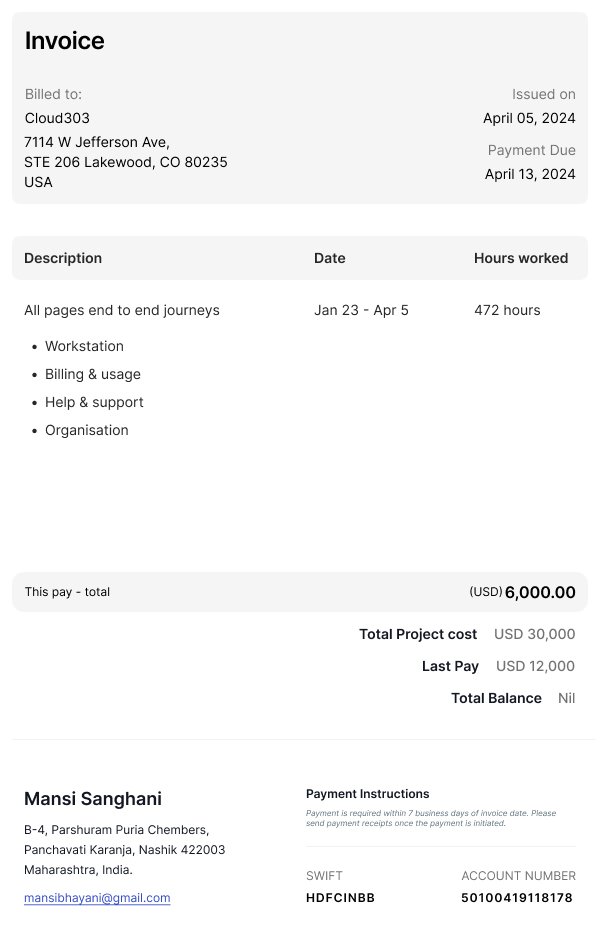 Invoice
Billed to:
Cloud303
7114 W Jefferson Ave,
STE 206 Lakewood, CO 80235
USA
Issued on
April 05, 2024
Payment Due
April 13, 2024
Description Date Hours worked
All pages end to end journeys Jan 23 - Apr 5 472 hours
• Workstation
• Billing & usage
• Help & support
• Organisation
This pay - total (USD) 6,000.00
Total Project cost USD 30,000
Last Pay USD 12,000
Total Balance Nil
Mansi Sanghani
B-4, Parshuram Puria Chembers,
Panchavati Karanja, Nashik 422003
Maharashtra, India.
mansibhayani@gmail.com
Payment Instructions
Payment is required within 7 business days of invoice date. Please
send payment receipts once the payment is initiated.
SWIFT ACCOUNT NUMBER
HDFCINBB 50100419118178